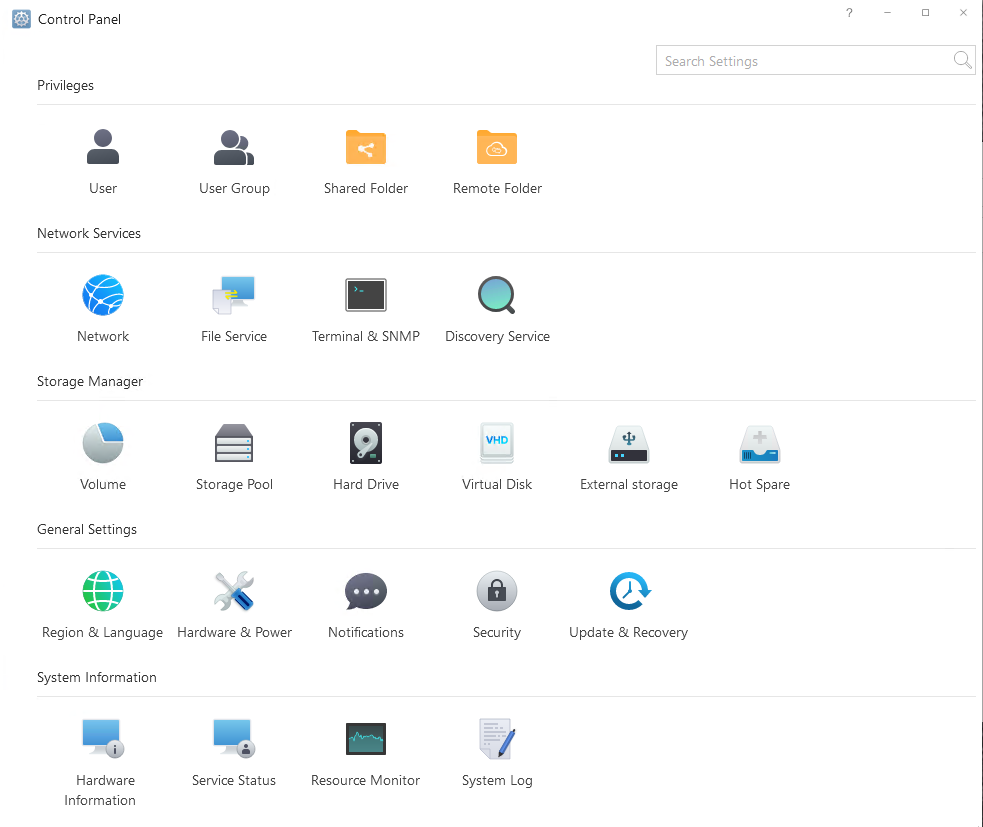 Control Panel
?
Search Settings
Privileges
User
User Group
Shared Folder
Remote Folder
Network Services
Network
File Service
Terminal & SNMP
Discovery Service
Storage Manager
VHD
Volume
Storage Pool
Hard Drive
Virtual Disk
External storage
Hot Spare
General Settings
Region & Language
Hardware & Power
Notifications
Security
Update & Recovery
System Information
Hardware
Information
Service Status
Resource Monitor
System Log